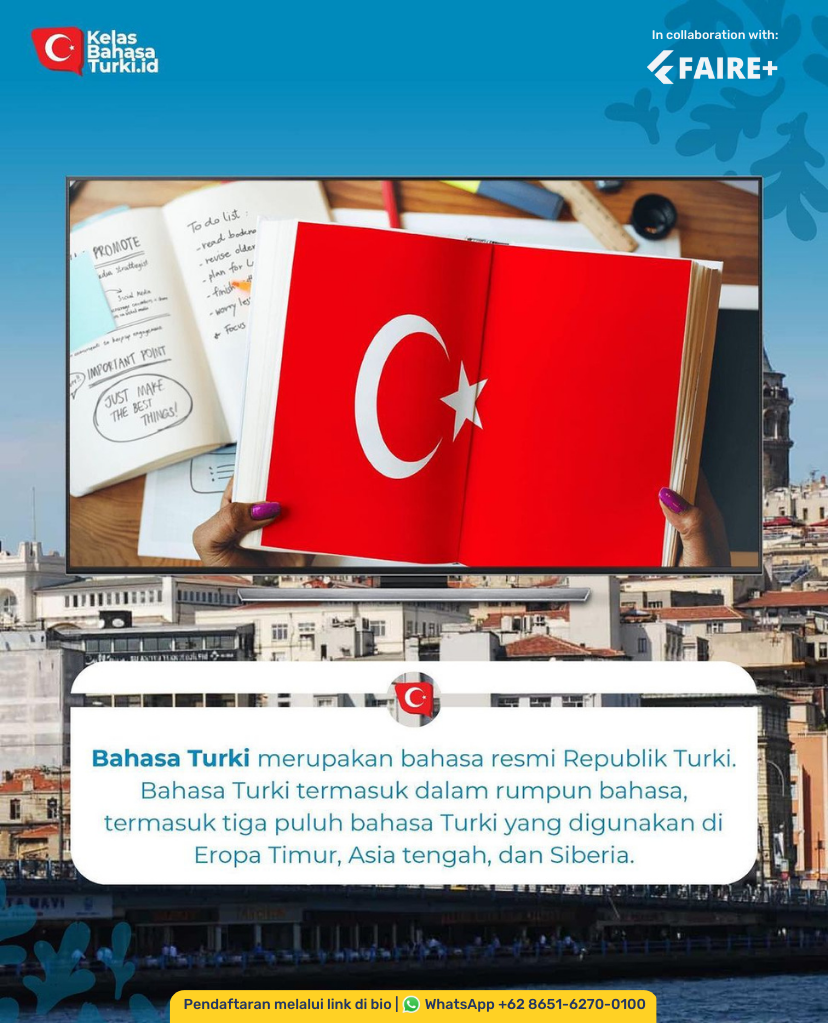 Kelas
Bahasa
Turki.id
In collaboration with:
FAIRE+
To do list :
PROMOTE
IMPORTANT POINT
JUST MAKE
THE BEST
THINGS!
Bahasa Turki merupakan bahasa resmi Republik Turki.
Bahasa Turki termasuk dalam rumpun bahasa,
termasuk tiga puluh bahasa Turki yang digunakan di
Eropa Timur, Asia tengah, dan Siberia.
Pendaftaran melalui link di bio | WhatsApp +62 8651-6270-0100